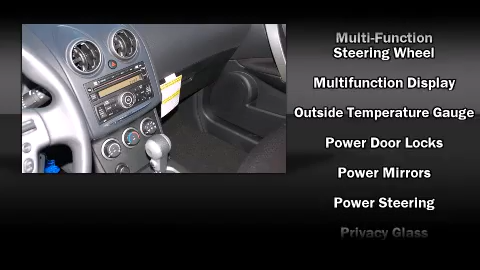 Multi-Function
Steering Wheel
Multifunction Display
Outside Temperature Gauge
Power Door Locks
Power Mirrors
Power Steering
Privacy Glass